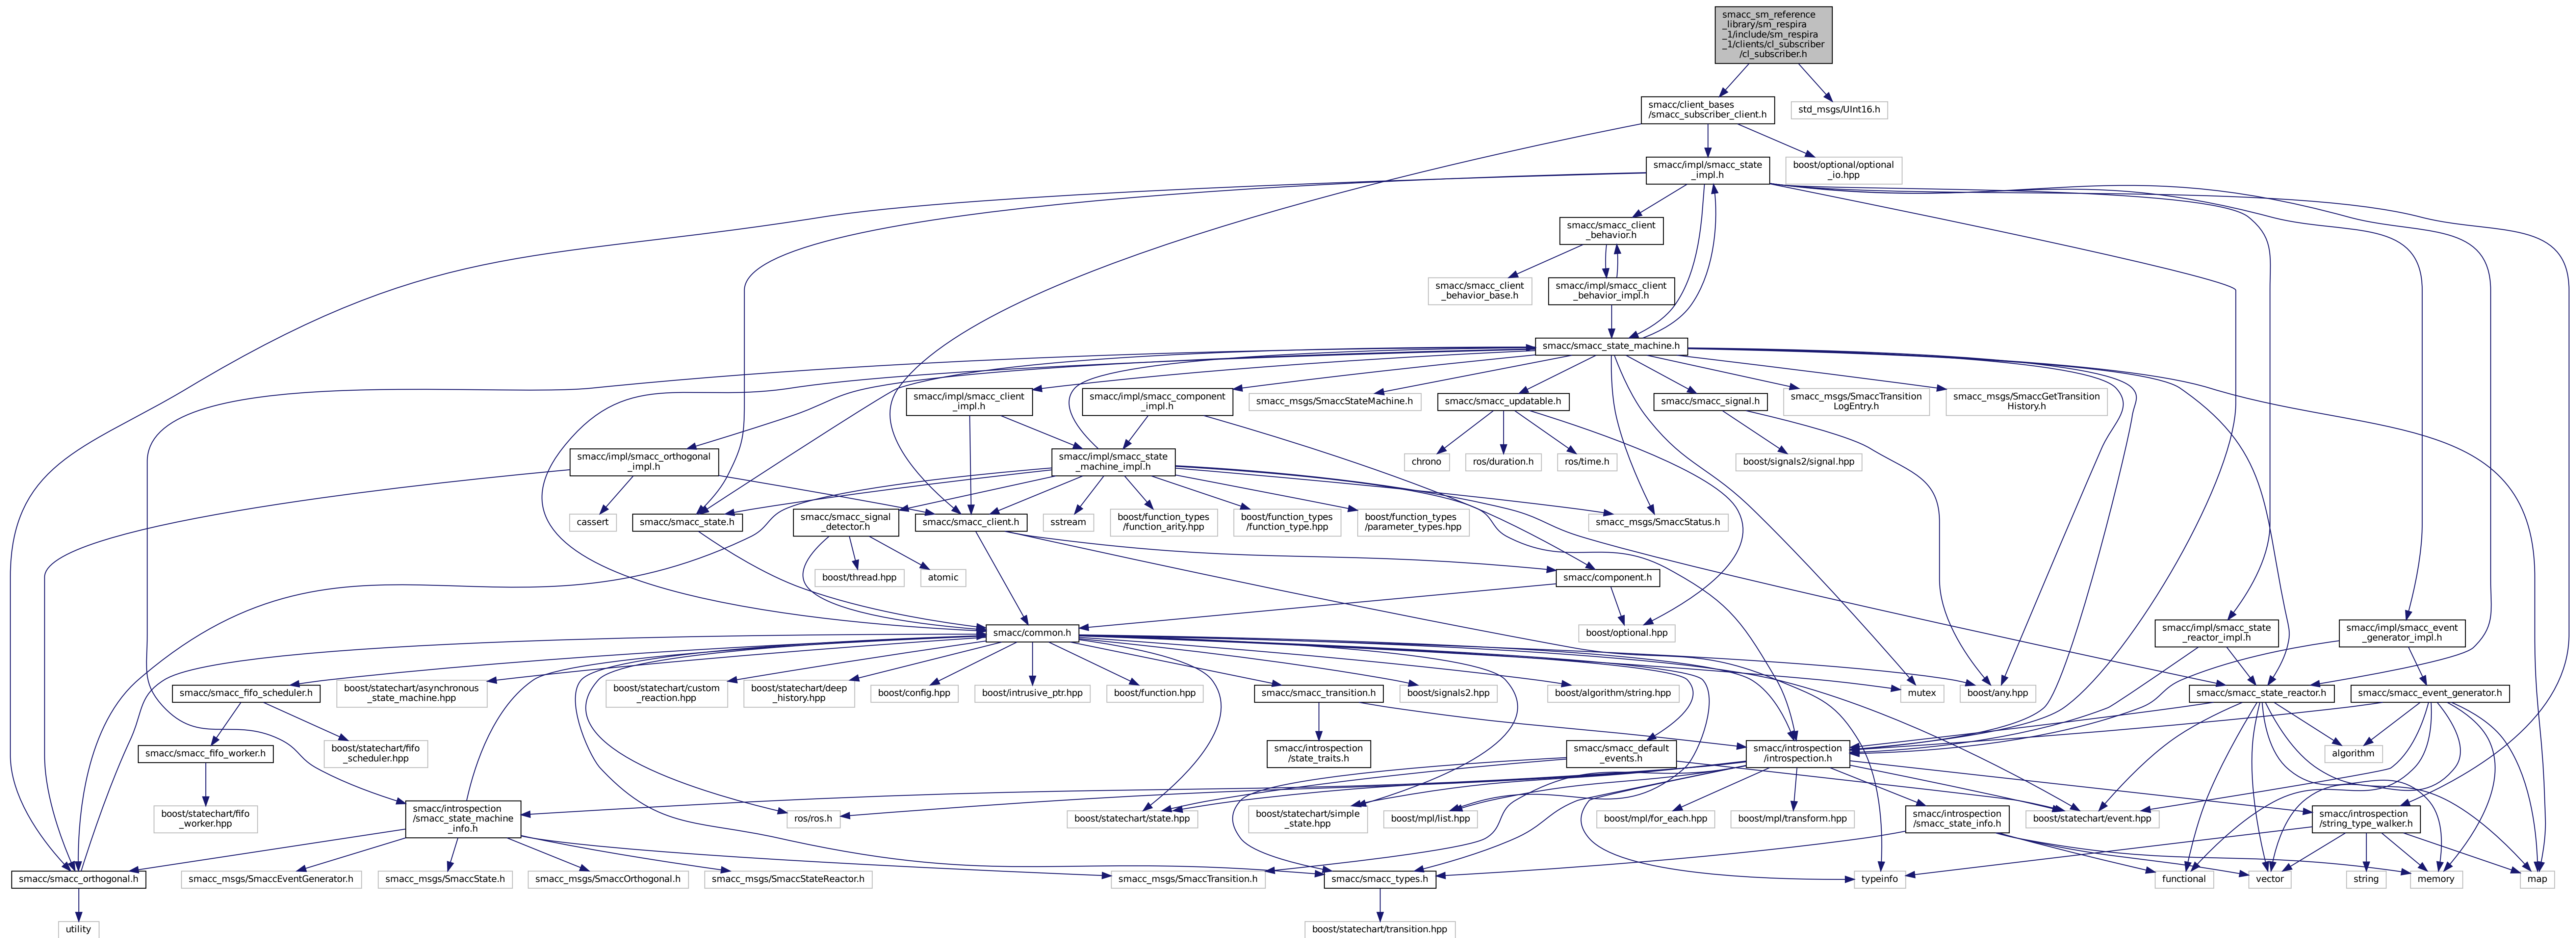 smacc_sm_reference
_library/sm_respira
_1/include/sm_respira
_1/clients/cl_subscriber
/cl_subscriber.h
smacc/client_bases
/smacc_subscriber_client.h
std_msgs/UInt16.h
smacc/impl/smacc_state
_impl.h
boost/optional/optional
_io.hpp
smacc/smacc_client
_behavior.h
smacc/smacc_client
_behavior_base.h
smacc/impl/smacc_client
_behavior_impl.h
smacc/smacc_state_machine.h
smacc/impl/smacc_client
_impl.h
smacc/impl/smacc_component
_impl.h
smacc_msgs/SmaccStateMachine.h
smacc/smacc_updatable.h
smacc/smacc_signal.h
smacc_msgs/SmaccTransition
LogEntry.h
smacc_msgs/SmaccGetTransition
History.h
smacc/impl/smacc_orthogonal
_impl.h
smacc/impl/smacc_state
_machine_impl.h
chrono
ros/duration.h
ros/time.h
boost/signals2/signal.hpp
cassert
smacc/smacc_state.h
smacc/smacc_signal
_detector.h
smacc/smacc_client.h
sstream
boost/function_types
/function_arity.hpp
boost/function_types
/function_type.hpp
boost/function_types
/parameter_types.hpp
smacc_msgs/SmaccStatus.h
boost/thread.hpp
atomic
smacc/component.h
smacc/common.h
boost/optional.hpp
smacc/impl/smacc_state
_reactor_impl.h
smacc/impl/smacc_event
_generator_impl.h
smacc/smacc_fifo_scheduler.h
boost/statechart/asynchronous
_state_machine.hpp
boost/statechart/custom
_reaction.hpp
boost/statechart/deep
_history.hpp
boost/config.hpp
boost/intrusive_ptr.hpp
boost/function.hpp
smacc/smacc_transition.h
boost/signals2.hpp
boost/algorithm/string.hpp
mutex
boost/any.hpp
smacc/smacc_state_reactor.h
smacc/smacc_event_generator.h
smacc/smacc_fifo_worker.h
boost/statechart/fifo
_scheduler.hpp
smacc/introspection
/state_traits.h
smacc/smacc_default
_events.h
smacc/introspection
/introspection.h
algorithm
boost/statechart/fifo
_worker.hpp
smacc/introspection
/smacc_state_machine
_info.h
ros/ros.h
boost/statechart/state.hpp
boost/statechart/simple
_state.hpp
boost/mpl/list.hpp
boost/mpl/for_each.hpp
boost/mpl/transform.hpp
smacc/introspection
/smacc_state_info.h
boost/statechart/event.hpp
smacc/introspection
/string_type_walker.h
smacc/smacc_orthogonal.h
smacc_msgs/SmaccEventGenerator.h
smacc_msgs/SmaccState.h
smacc_msgs/SmaccOrthogonal.h
smacc_msgs/SmaccStateReactor.h
smacc_msgs/SmaccTransition.h
smacc/smacc_types.h
typeinfo
functional
vector
string
memory
map
utility
boost/statechart/transition.hpp